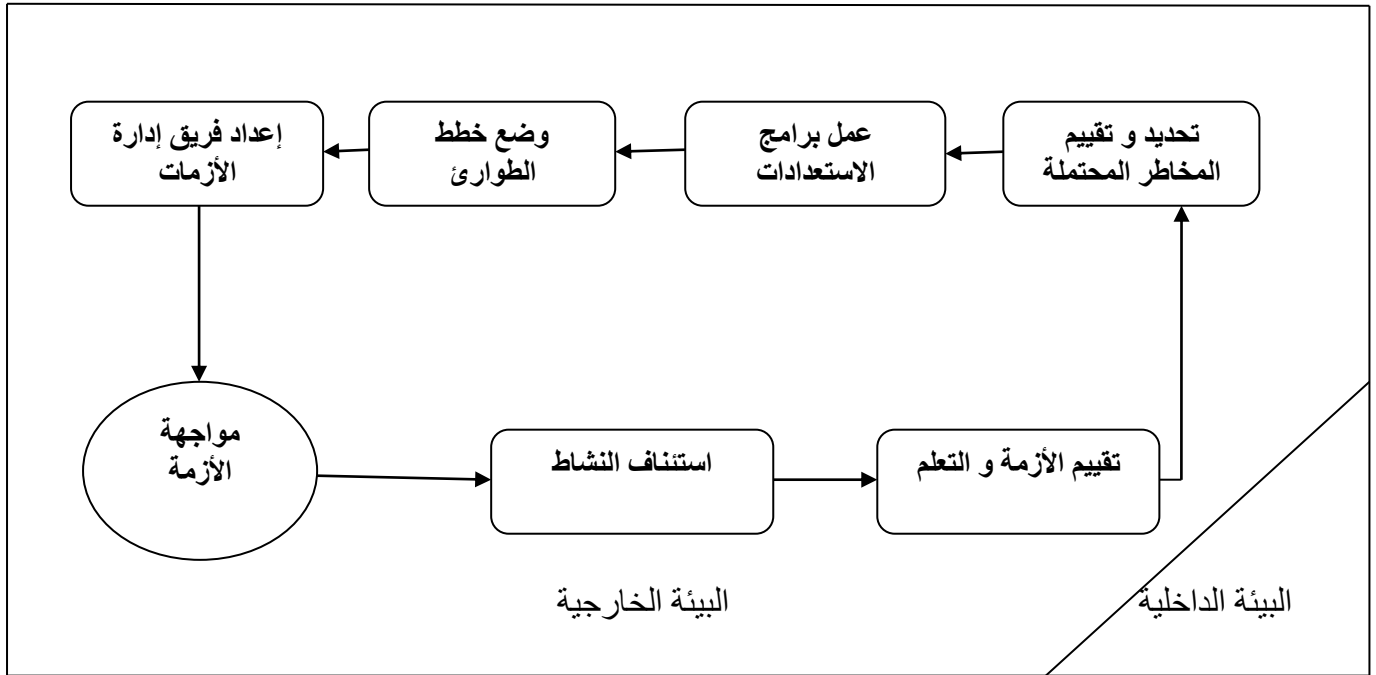 تحديد و تقييم
المخاطر المحتملة
عمل برامج
الاستعدادات
وضع خطط
الطوارئ
إعداد فريق إدارة
الأزمات
مواجهة
الأزمة
استئناف النشاط
تقييم الأزمة و التعلم
البيئة الداخلية
البيئة الخارجية